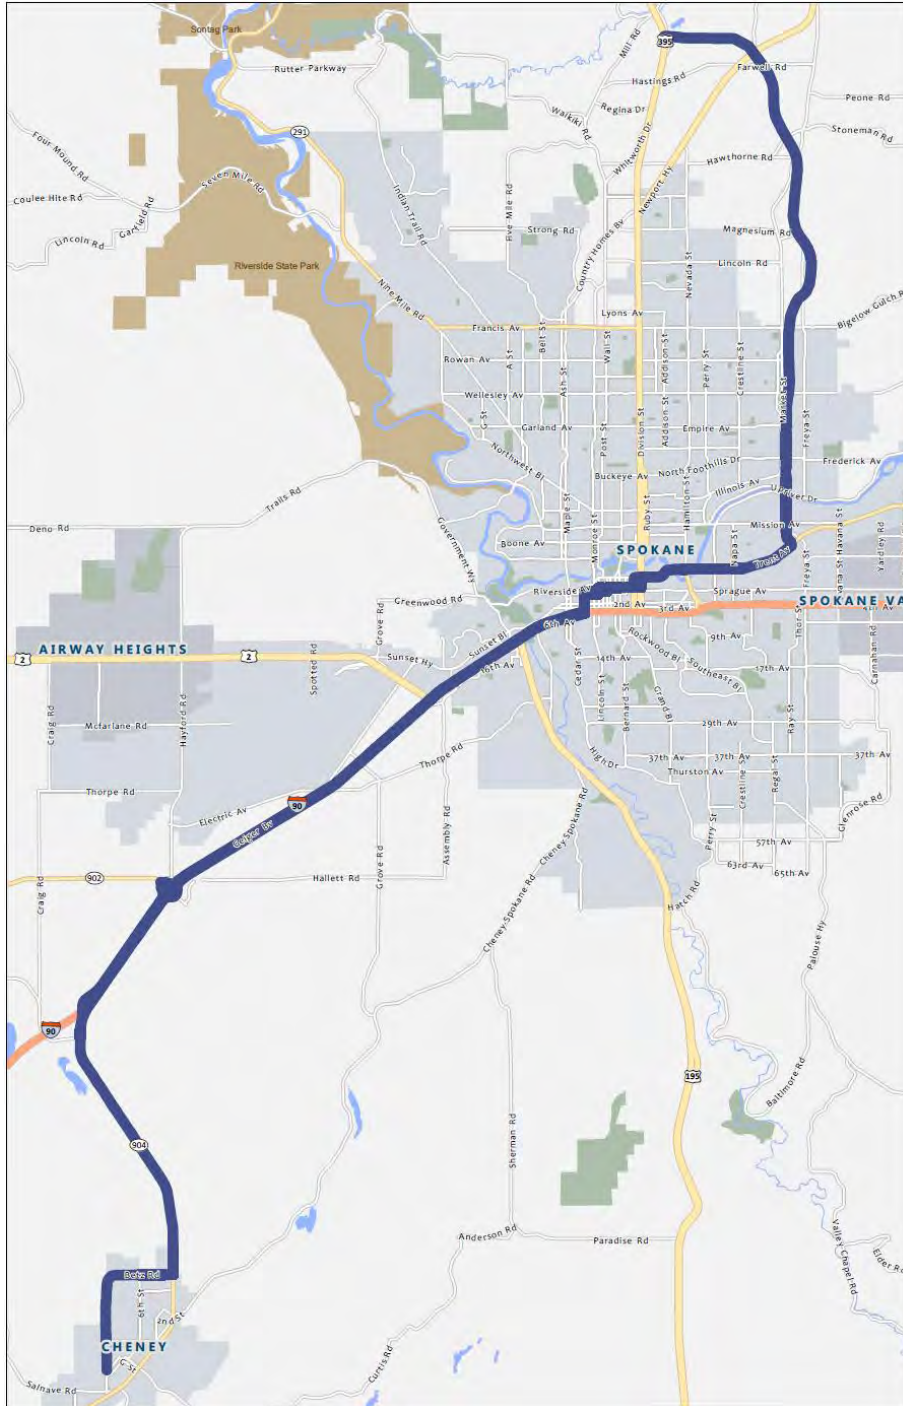 Sontag Park
395
Mill Rd
Rutter Parkway
Hastings Rd
Farwell Rd
Regina Dr
Peone Rd
Waikiki Rd
Whitworth Dr
Stoneman Rd
291
Four Mound Rd
Hawthorne Rd
Seven Mile Rd
Indian Trail Rd
Newport Hy
Coulee Hite Rd
Garfield Rd
Five Mile Rd
Strong Rd
Country Homes Bv
Magnesium Rd
Lincoln Rd
Riverside State Park
Lincoln Rd
Nevada St
Nine Mile Rd
Bigelow Gulch R
Lyons Av
Francis Av
Belt St
Wall St
Addison St
Rowan Av
A St
Perry St
Crestline St
Ash St
Wellesley Av
Market St
G St
Garland Av
Post St
Division St
Addison St
Empire Av
Freya St
Northwest Bl
Buckeye Av
North Foothills Dr
Frederick Av
Trails Rd
Illinois Av
Upriver Dr
Deno Rd
Maple St
Monroe St
Ruby St
Hamilton St
Mission Av
Government Wy
Boone Av
SPOKANE
Napa St
Trent Av
Freya St
Havana St
Yardley Rd
Riverside Av
Sprague Av
Greenwood Rd
2nd Av
3rd Av
SPOKANE VA
Grove Rd
6th Av
Thor St
9th Av
AIRWAY HEIGHTS
2
2
Spotted Rd
Sunset Hy
Sunset Bl
16th Av
Cedar St
14th Av
Rockwood Bl
Southeast Bl
17th Av
Carnahan Rd
Craig Rd
Mcfarlane Rd
Hayford Rd
Lincoln St
Bernard St
Grand Bl
29th Av
Ray St
Thorpe Rd
High Dr
37th Av
37th Av
37th Av
Thurston Av
Thorpe Rd
Electric Av
90
Geiger Bv
Assembly Rd
Cheney Spokane Rd
Crestline St
Regal St
Perry St
Glenrose Rd
57th Av
63rd Av
65th Av
902
Craig Rd
Grove Rd
Hallett Rd
Hatch Rd
Cheney Spokane Rd
Palouse Hy
90
195
Baltimore Rd
904
Sherman Rd
Anderson Rd
Paradise Rd
Valley Chapel Rd
Elder Rd
Betz Rd
6th St
2nd St
CHENEY
C St
Salnave Rd
Curtis Rd